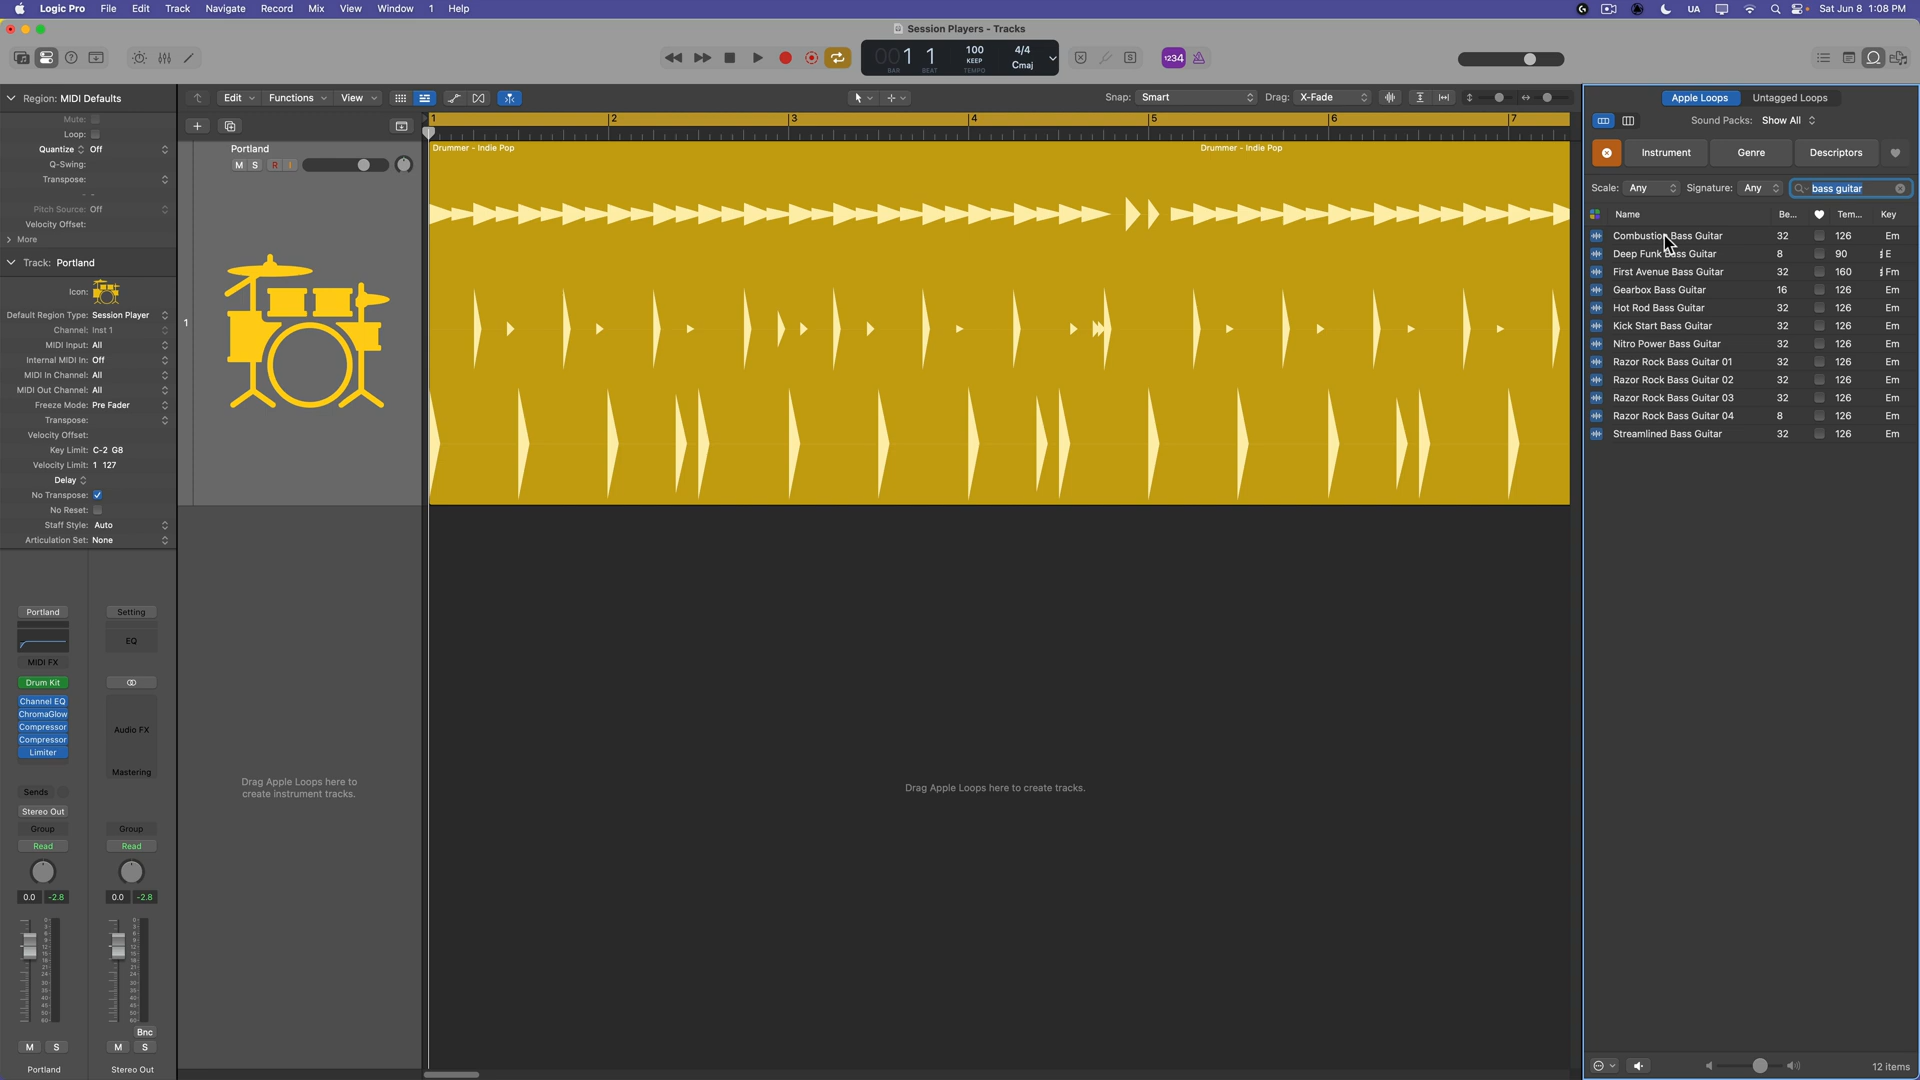 Logic Pro File Edit Track Navigate Record Mix View Window 1 Help
UA Sat Jun 8 1:08 PM
Session Players - Tracks
001 1
BAR BEAT
100
KEEP
TEMPO
4/4
Cmaj
1234
Region: MIDI Defaults
Mute:
Loop:
Quantize Off
Q-Swing:
Transpose:
Pitch Source: Off
Velocity Offset:
More
Track: Portland
Icon:
Default Region Type: Session Player
Channel: Inst 1
MIDI Input: All
Internal MIDI In: Off
MIDI In Channel: All
MIDI Out Channel: All
Freeze Mode: Pre Fader
Transpose:
Velocity Offset:
Key Limit: C-2 G8
Velocity Limit: 1 127
Delay
No Transpose:
No Reset:
Staff Style: Auto
Articulation Set: None
Portland Setting
EQ
MIDI FX
Drum Kit
Channel EQ
ChromaGlow
Compressor
Compressor
Limiter
Audio FX
Mastering
Sends
Stereo Out
Group Group
Read Read
0.0 -2.8 0.0 -2.8
Bnc
M S M S
Portland Stereo Out
Edit Functions View
Snap: Smart Drag: X-Fade
1 2 3 4 5 6 7
Portland
M S R I
1
Drummer - Indie Pop Drummer - Indie Pop
Drag Apple Loops here to
create instrument tracks.
Drag Apple Loops here to create tracks.
Apple Loops Untagged Loops
Sound Packs: Show All
Instrument Genre Descriptors
Scale: Any Signature: Any bass guitar
Name Be... Tem... Key
Combustion Bass Guitar 32 126 Em
Deep Funk Bass Guitar 8 90 E
First Avenue Bass Guitar 32 160 Fm
Gearbox Bass Guitar 16 126 Em
Hot Rod Bass Guitar 32 126 Em
Kick Start Bass Guitar 32 126 Em
Nitro Power Bass Guitar 32 126 Em
Razor Rock Bass Guitar 01 32 126 Em
Razor Rock Bass Guitar 02 32 126 Em
Razor Rock Bass Guitar 03 32 126 Em
Razor Rock Bass Guitar 04 8 126 Em
Streamlined Bass Guitar 32 126 Em
12 items